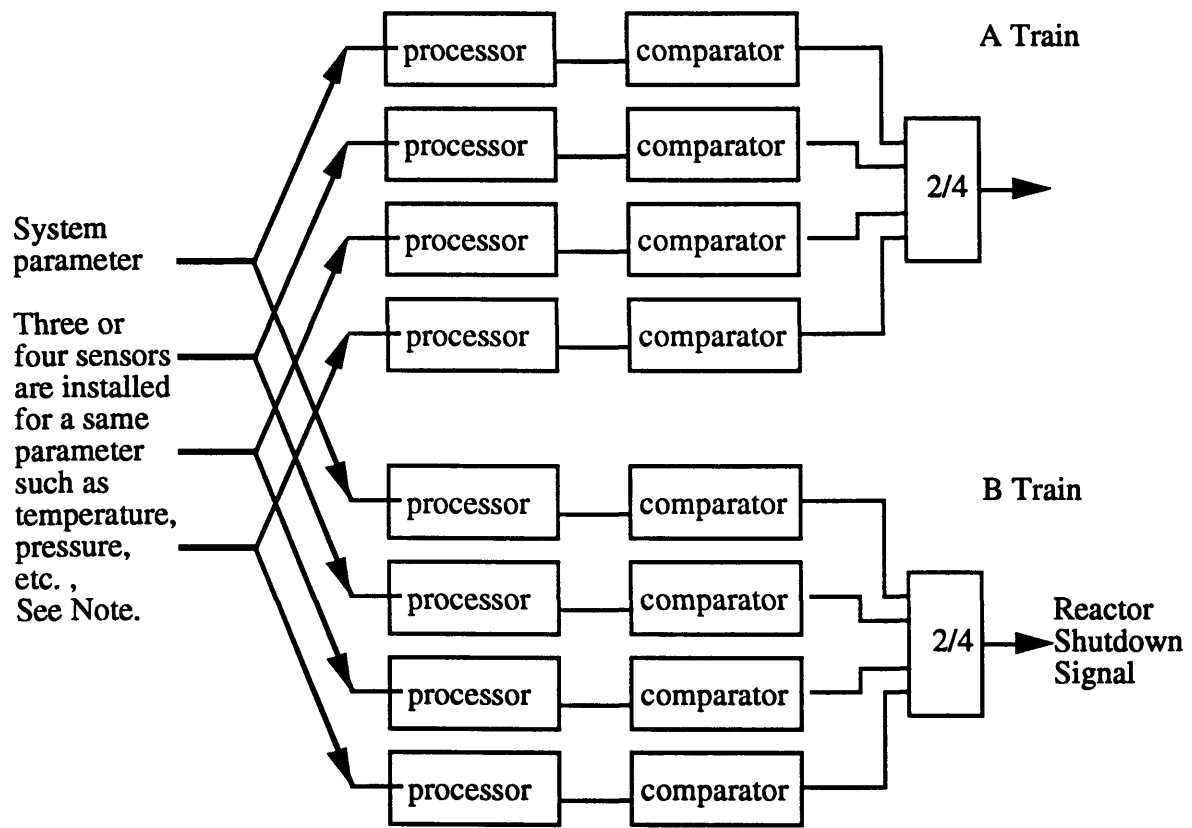 processor
comparator
A Train
processor
comparator
2/4
processor
comparator
processor
comparator
System
parameter
Three or
four sensors
are installed
for a same
parameter
such as
temperature,
pressure,
etc. ,
See Note.
processor
comparator
B Train
processor
comparator
2/4
Reactor
Shutdown
Signal
processor
comparator
processor
comparator